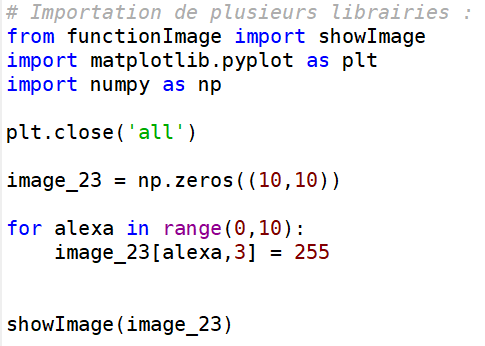 # Importation de plusieurs librairies :
from functionImage import showImage
import matplotlib.pyplot as plt
import numpy as np
plt.close('all')
image_23 = np.zeros((10,10))
for alexa in range(0,10):
    image_23[alexa,3] = 255
showImage(image_23)